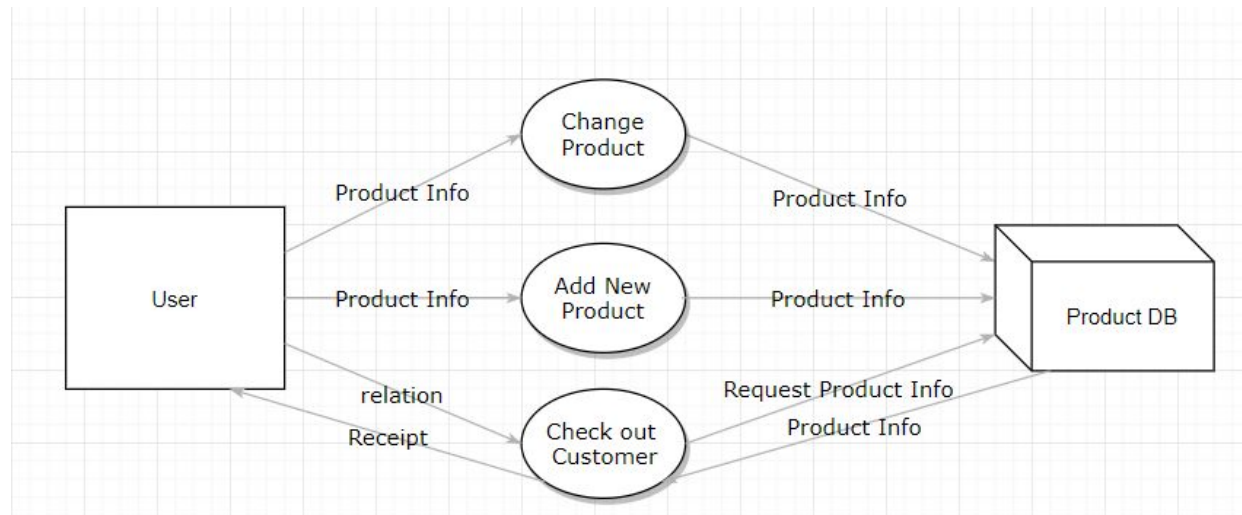 Change
Product
Product Info
Product Info
User
Product Info
Add New
Product
Product Info
Product DB
relation
Request Product Info
Receipt
Check out
Customer
Product Info